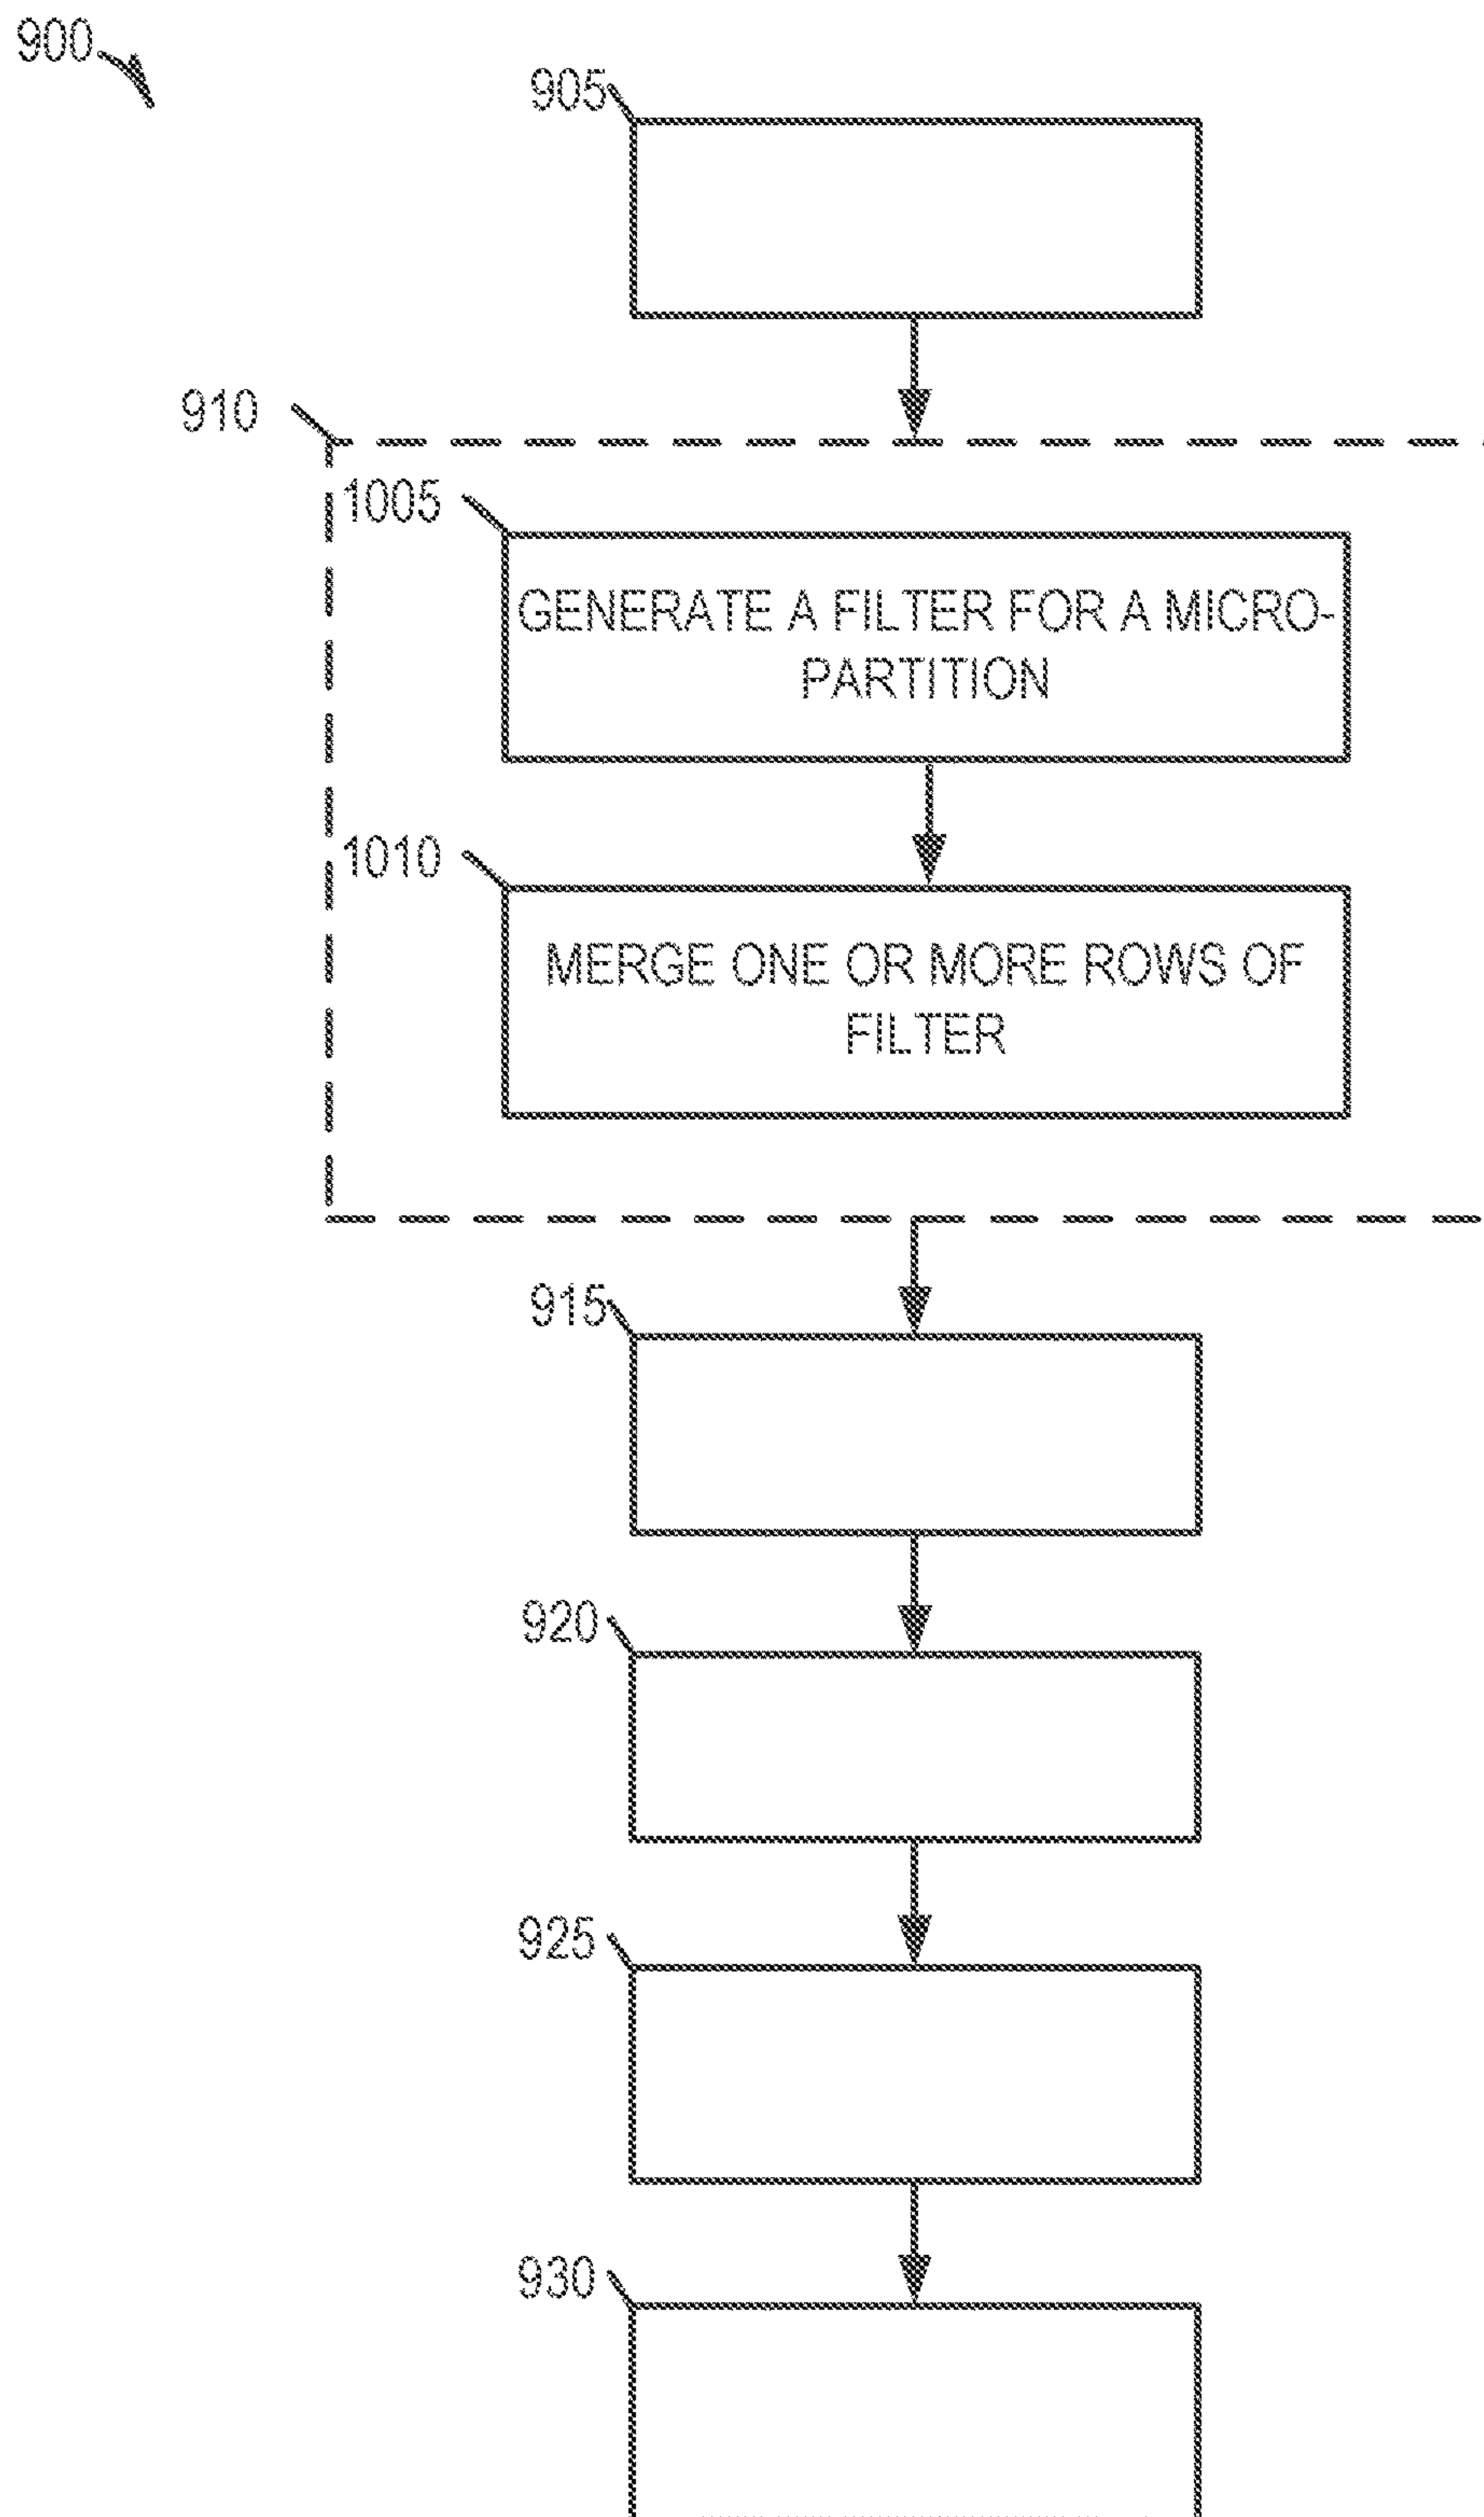 900
905
910
1005
GENERATE A FILTER FOR A MICRO-
PARTITION
1010
MERGE ONE OR MORE ROWS OF
FILTER
915
920
925
930